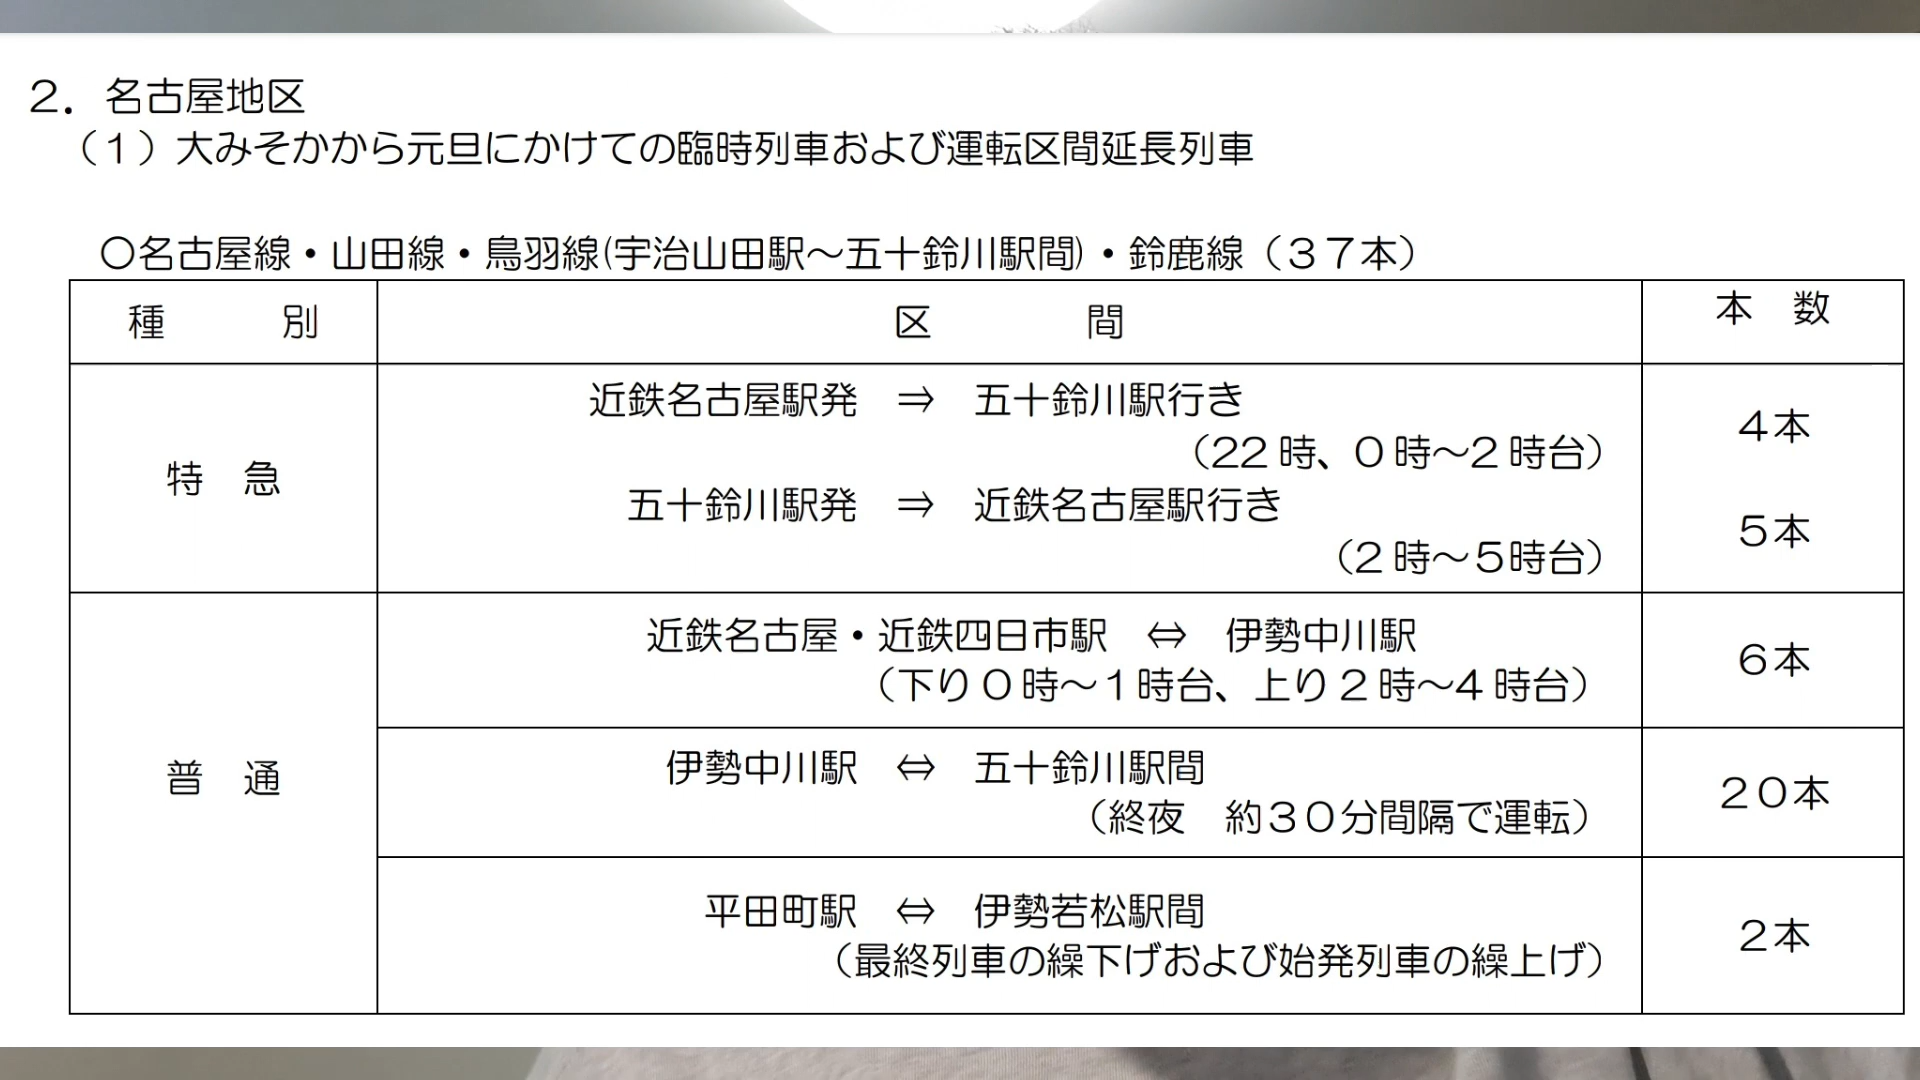 ２．名古屋地区
（１）大みそかから元旦にかけての臨時列車および運転区間延長列車
○名古屋線・山田線・鳥羽線(宇治山田駅～五十鈴川駅間)・鈴鹿線（３７本）
種　　　別
区　　　　間
本　数
特　急
近鉄名古屋駅発　⇒　五十鈴川駅行き
（22時、０時～２時台）
4本
五十鈴川駅発　⇒　近鉄名古屋駅行き
（２時～５時台）
5本
普　通
近鉄名古屋・近鉄四日市駅　⇔　伊勢中川駅
（下り０時～１時台、上り２時～４時台）
６本
伊勢中川駅　⇔　五十鈴川駅間
（終夜　約３０分間隔で運転）
２０本
平田町駅　⇔　伊勢若松駅間
（最終列車の繰下げおよび始発列車の繰上げ）
２本